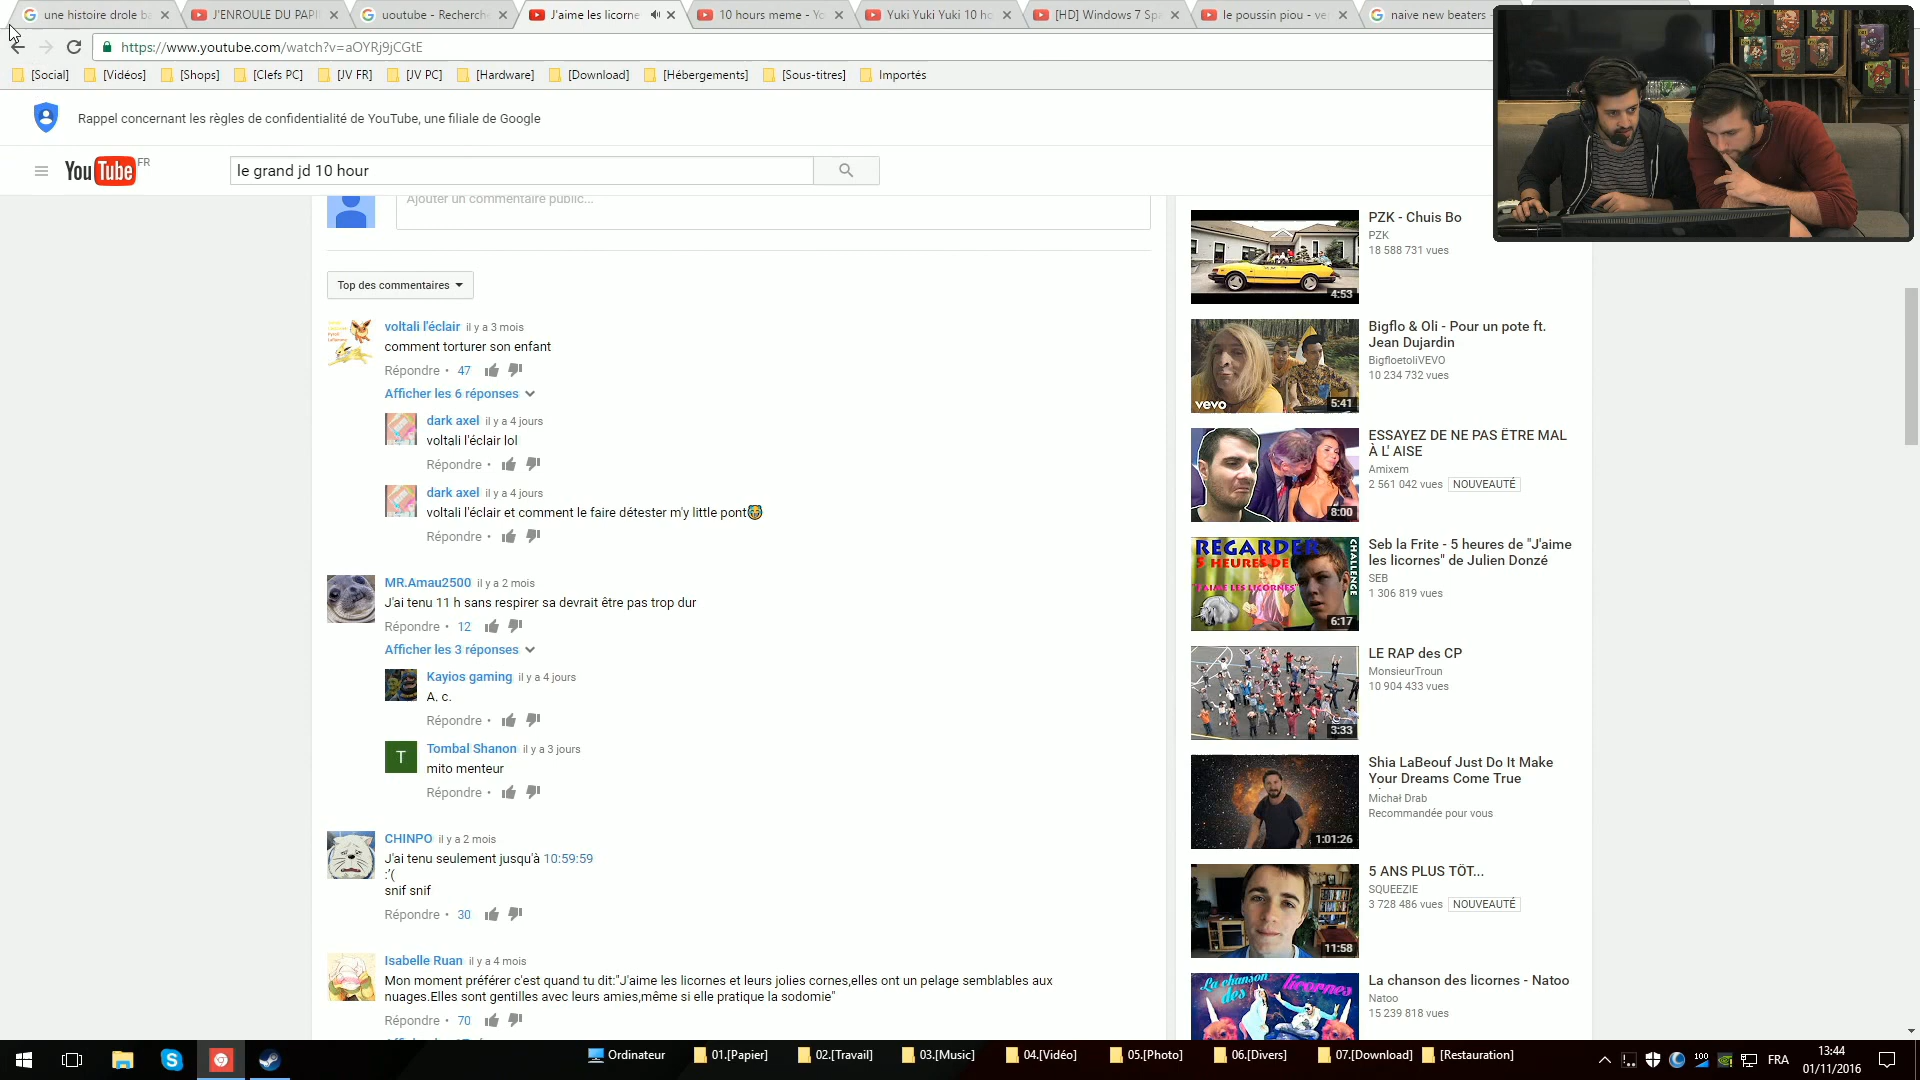 une histoire drole ba
J'ENROULE DU PAPI
uoutube - Recherch
J'aime les licorne
10 hours meme - Yo
Yuki Yuki Yuki 10 ho
[HD] Windows 7 Spa
le poussin piou - ve
naive new beaters -
https://www.youtube.com/watch?v=aOYRj9jCGtE
[Social]
[Vidéos]
[Shops]
[Clefs PC]
[JV FR]
[JV PC]
[Hardware]
[Download]
[Hébergements]
[Sous-titres]
Importés
Rappel concernant les règles de confidentialité de YouTube, une filiale de Google
YouTube FR
le grand jd 10 hour
Ajouter un commentaire public...
Top des commentaires
voltali l'éclair il y a 3 mois
comment torturer son enfant
Répondre • 47
Afficher les 6 réponses
dark axel il y a 4 jours
voltali l'éclair lol
Répondre •
dark axel il y a 4 jours
voltali l'éclair et comment le faire détester m'y little pont
Répondre •
MR.Amau2500 il y a 2 mois
J'ai tenu 11 h sans respirer sa devrait être pas trop dur
Répondre • 12
Afficher les 3 réponses
Kayios gaming il y a 4 jours
A. c.
Répondre •
T
Tombal Shanon il y a 3 jours
mito menteur
Répondre •
CHINPO il y a 2 mois
J'ai tenu seulement jusqu'à 10:59:59
:'(
snif snif
Répondre • 30
Isabelle Ruan il y a 4 mois
Mon moment préférer c'est quand tu dit:"J'aime les licornes et leurs jolies cornes,elles ont un pelage semblables aux
nuages.Elles sont gentilles avec leurs amies,même si elle pratique la sodomie"
Répondre • 70
4:53
PZK - Chuis Bo
PZK
18 588 731 vues
vevo
5:41
Bigflo & Oli - Pour un pote ft.
Jean Dujardin
BigfloetoliVEVO
10 234 732 vues
8:00
ESSAYEZ DE NE PAS ÊTRE MAL
À L' AISE
Amixem
2 561 042 vues NOUVEAUTÉ
REGARDER
5 HEURES DE
"J'AIME LES LICORNES"
CHALLENGE
6:17
Seb la Frite - 5 heures de "J'aime
les licornes" de Julien Donzé
SEB
1 306 819 vues
3:33
LE RAP des CP
MonsieurTroun
10 904 433 vues
1:01:26
Shia LaBeouf Just Do It Make
Your Dreams Come True
Michał Drab
Recommandée pour vous
11:58
5 ANS PLUS TÔT...
SQUEEZIE
3 728 486 vues NOUVEAUTÉ
La chanson
des licornes
La chanson des licornes - Natoo
Natoo
15 239 818 vues
Ordinateur
01.[Papier]
02.[Travail]
03.[Music]
04.[Vidéo]
05.[Photo]
06.[Divers]
07.[Download]
[Restauration]
100
FRA
13:44
01/11/2016